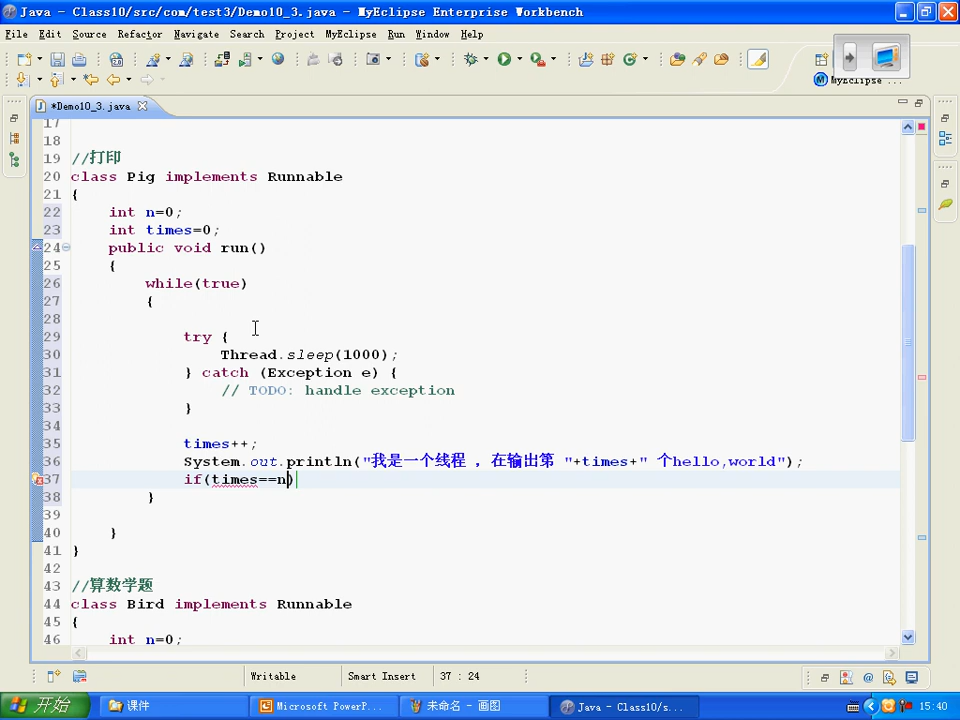 Java - Class10/src/com/test3/Demo10_3.java - MyEclipse Enterprise Workbench
File Edit Source Refactor Navigate Search Project MyEclipse Run Window Help
MyEclipse ...
*Demo10_3.java
17
18
19 //打印
20 class Pig implements Runnable
21 {
22 int n=0;
23 int times=0;
24 public void run()
25 {
26 while(true)
27 {
28
29 try {
30 Thread.sleep(1000);
31 } catch (Exception e) {
32 // TODO: handle exception
33 }
34
35 times++;
36 System.out.println("我是一个线程 ，在输出第 "+times+" 个hello,world");
37 if(times==n)
38 }
39
40 }
41 }
42
43 //算数学题
44 class Bird implements Runnable
45 {
46 int n=0;
Writable Smart Insert 37 : 24
开始 课件 Microsoft PowerP... 未命名 - 画图 Java - Class10/s... 15:40